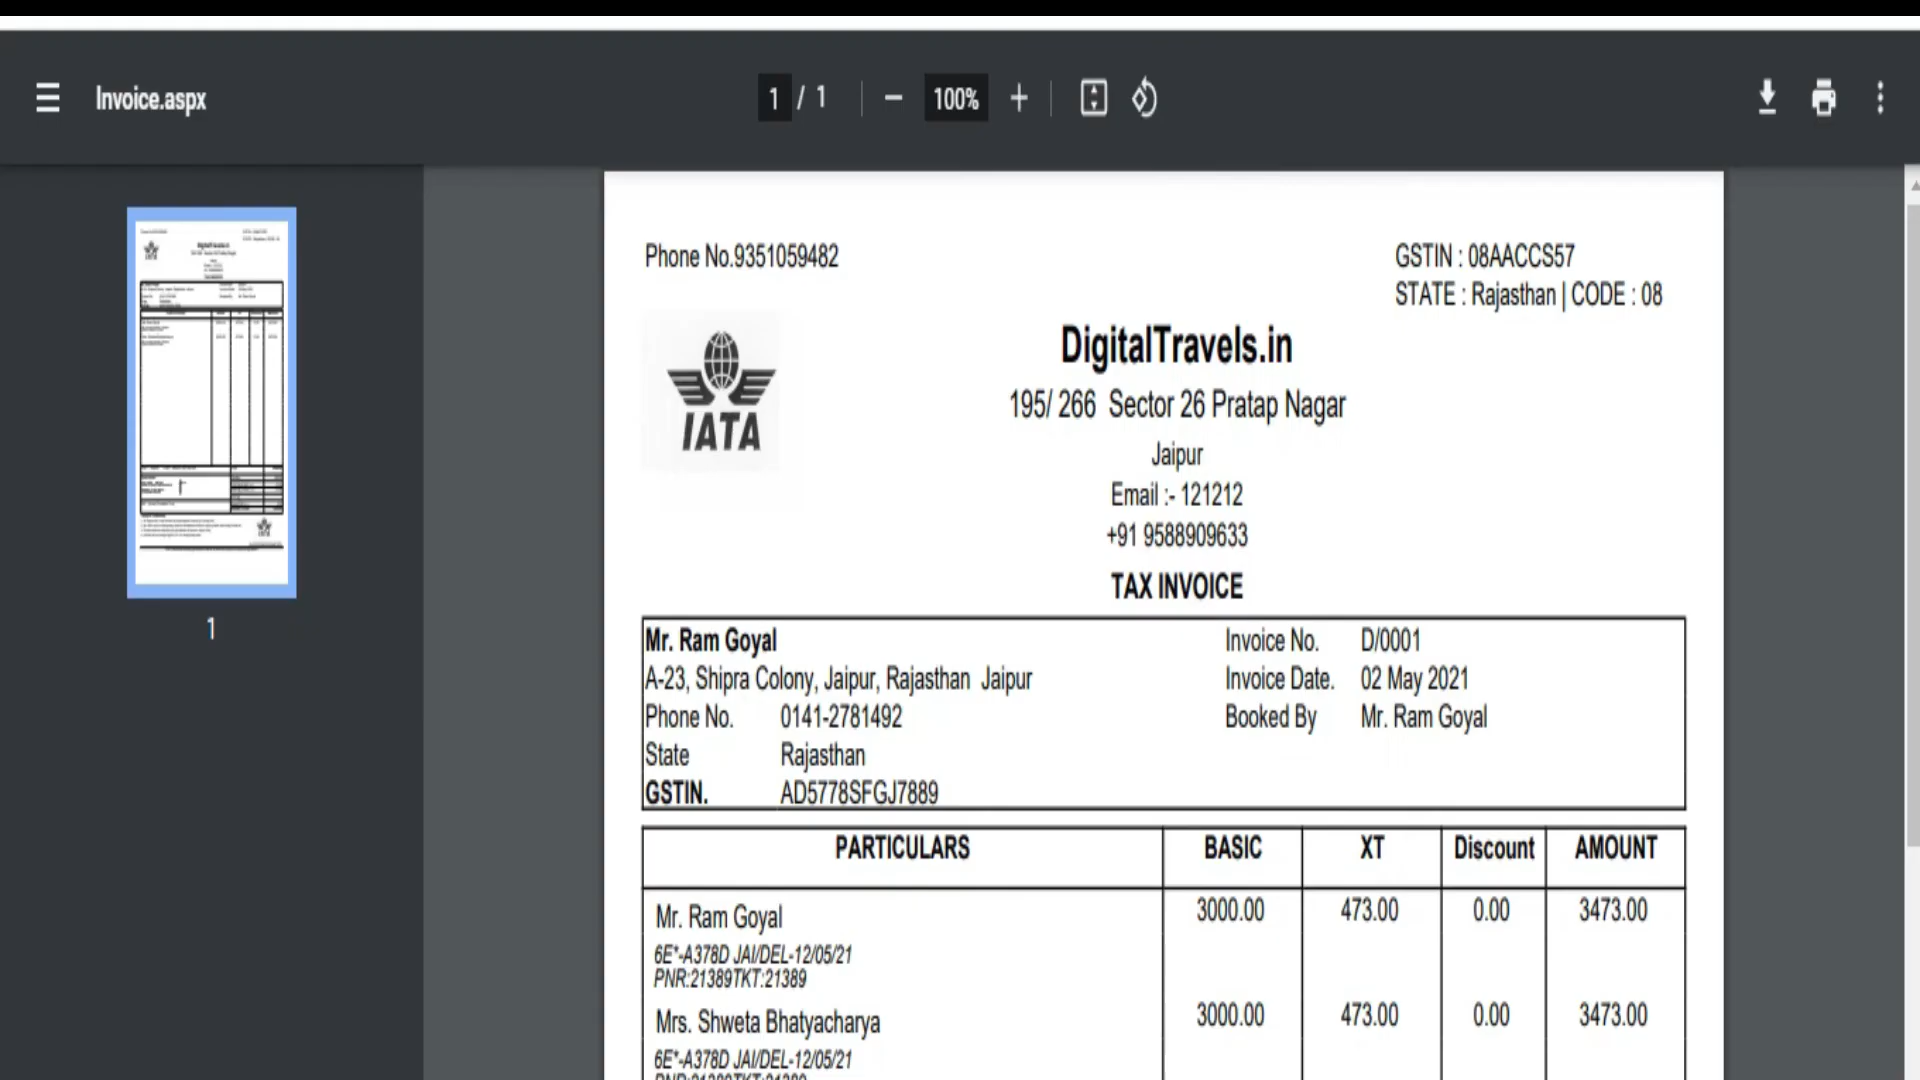 Invoice.aspx
1 / 1
100%
1
Phone No.9351059482
GSTIN : 08AACCS57
STATE : Rajasthan | CODE : 08
IATA
DigitalTravels.in
195/ 266 Sector 26 Pratap Nagar
Jaipur
Email :- 121212
+91 9588909633
TAX INVOICE
Mr. Ram Goyal
A-23, Shipra Colony, Jaipur, Rajasthan Jaipur
Phone No. 0141-2781492
State Rajasthan
GSTIN. AD5778SFGJ7889
Invoice No. D/0001
Invoice Date. 02 May 2021
Booked By Mr. Ram Goyal
PARTICULARS BASIC XT Discount AMOUNT
Mr. Ram Goyal 3000.00 473.00 0.00 3473.00
6E*-A378D JAI/DEL-12/05/21
PNR:21389TKT:21389
Mrs. Shweta Bhatyacharya 3000.00 473.00 0.00 3473.00
6E*-A378D JAI/DEL-12/05/21